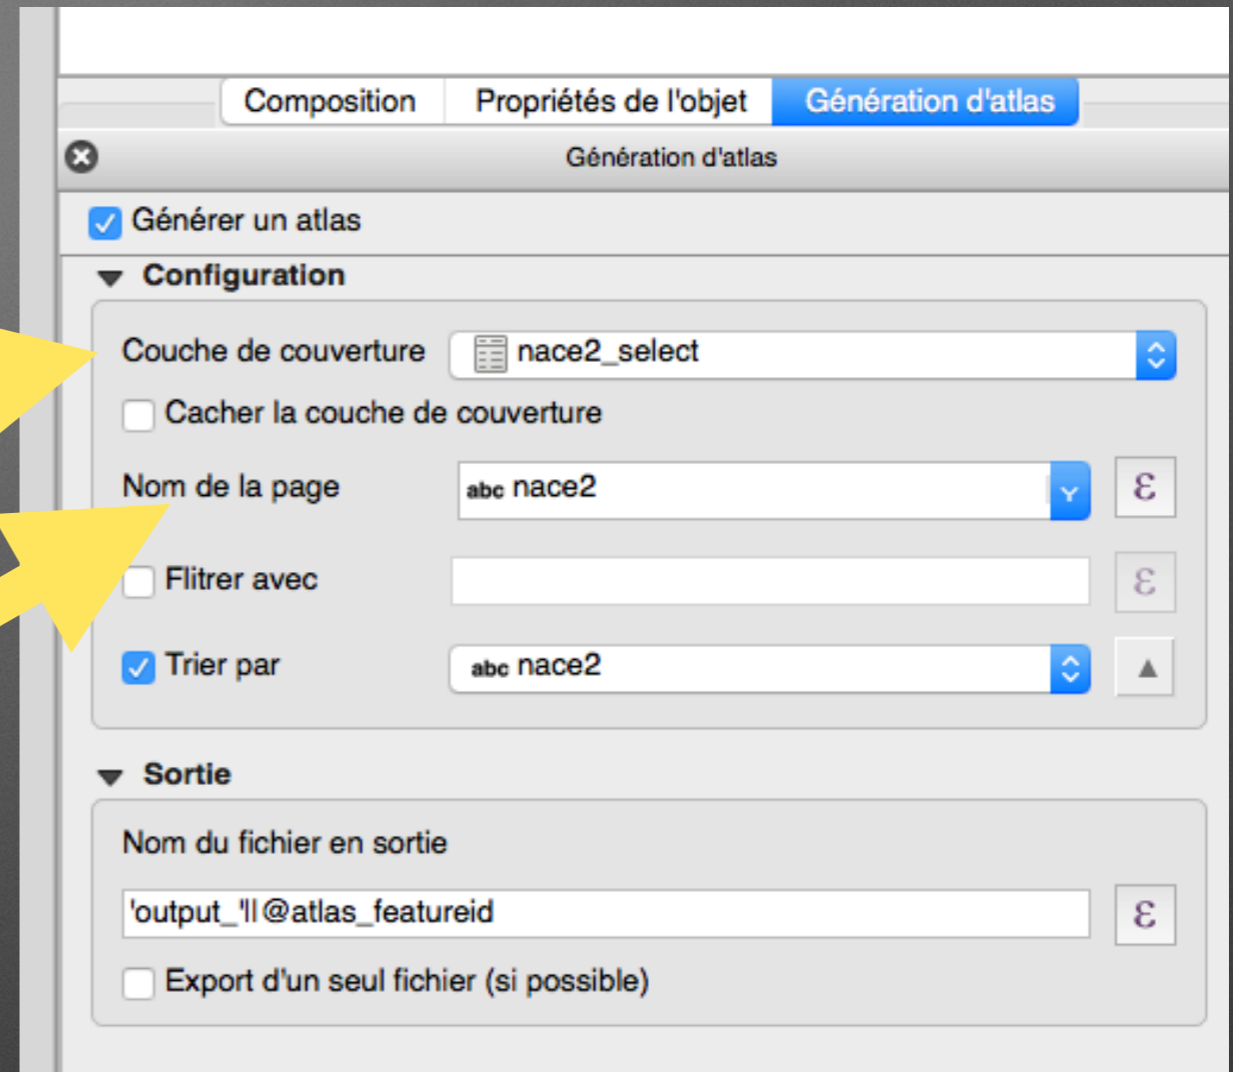 Composition Propriétés de l'objet Génération d'atlas
Génération d'atlas
Générer un atlas
Configuration
Couche de couverture nace2_select
Cacher la couche de couverture
Nom de la page abc nace2 ε
Flitrer avec ε
Trier par abc nace2
Sortie
Nom du fichier en sortie
'output_'||@atlas_featureid ε
Export d'un seul fichier (si possible)